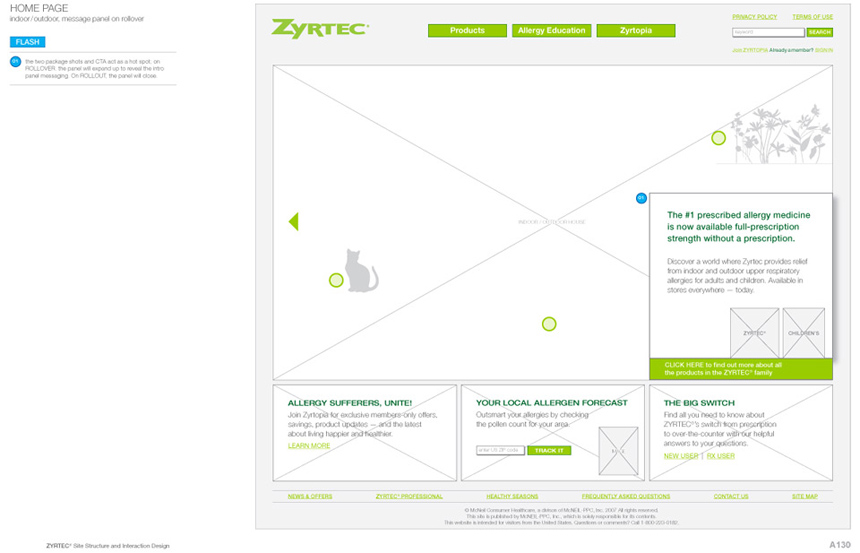 HOME PAGE
indoor/outdoor, message panel on rollover
FLASH
01 the two package shots and CTA act as a hot spot, on
ROLLOVER, the panel will expand up to reveal the intro
panel messaging. On ROLLOUT, the panel will close.
ZYRTEC®
Products
Allergy Education
Zyrtopia
PRIVACY POLICY
TERMS OF USE
SEARCH
Join ZYRTOPIA Already a member? SIGN IN
01
The #1 prescribed allergy medicine
is now available full-prescription
strength without a prescription.
Discover a world where Zyrtec provides relief
from indoor and outdoor upper respiratory
allergies for adults and children. Available in
stores everywhere — today.
ZYRTEC®
CHILDREN'S
CLICK HERE to find out more about all
the products in the ZYRTEC® family
ALLERGY SUFFERERS, UNITE!
Join Zyrtopia for exclusive members-only offers,
savings, product updates — and the latest
about living happier and healthier.
LEARN MORE
YOUR LOCAL ALLERGEN FORECAST
Outsmart your allergies by checking
the pollen count for your area.
enter US ZIP code
TRACK IT
THE BIG SWITCH
Find all you need to know about
ZYRTEC®'s switch from prescription
to over-the-counter with our helpful
answers to your questions.
NEW USER | RX USER
NEWS & OFFERS
ZYRTEC® PROFESSIONAL
HEALTHY SEASONS
FREQUENTLY ASKED QUESTIONS
CONTACT US
SITE MAP
© McNeil Consumer Healthcare, a division of McNEIL-PPC, Inc. 2007. All rights reserved.
This site is published by McNEIL-PPC, Inc., which is solely responsible for its contents.
This website is intended for visitors from the United States. Questions or comments? Call
ZYRTEC® Site Structure and Interaction Design
A130